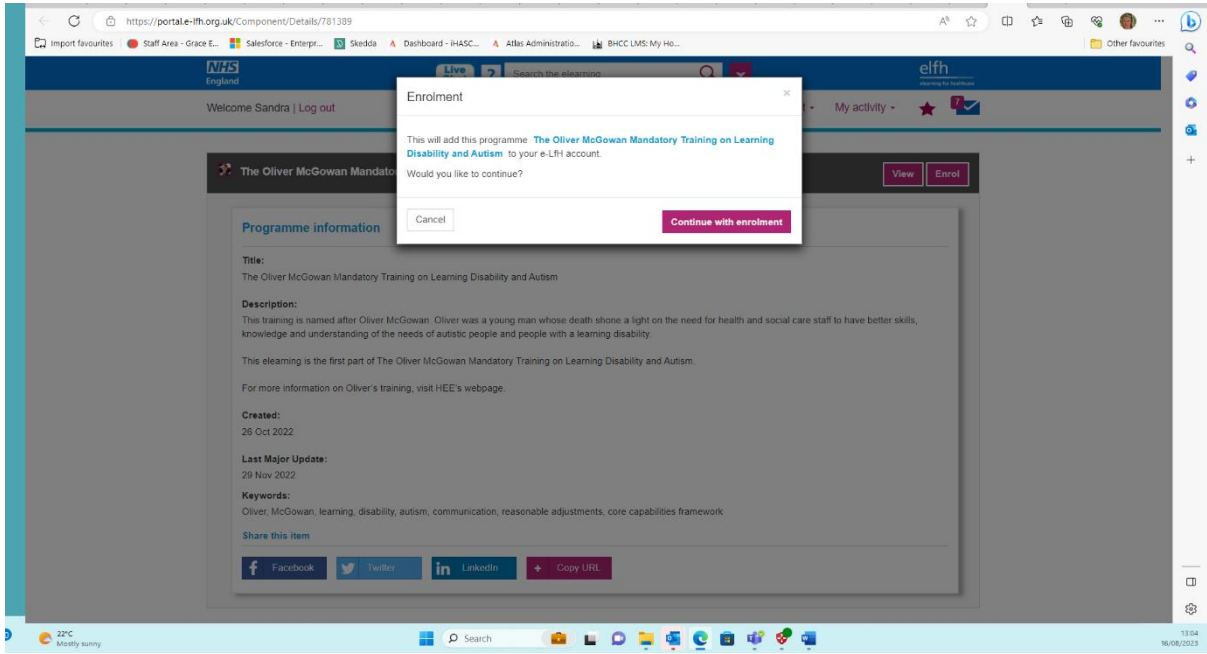 https://portal.e-lfh.org.uk/Component/Details/781389
Import favourites
Staff Area - Grace E...
Salesforce - Enterpr...
Skedda
Dashboard - iHASC...
Atlas Administratio...
BHCC LMS: My Ho...
Other favourites
NHS
England
Live
?
Search the elearning
elfh
elearning for healthcare
Welcome Sandra | Log out
My activity
7
Enrolment
×
This will add this programme The Oliver McGowan Mandatory Training on Learning
Disability and Autism to your e-LfH account.
Would you like to continue?
Cancel
Continue with enrolment
The Oliver McGowan Mandato
View
Enrol
Programme information
Title:
The Oliver McGowan Mandatory Training on Learning Disability and Autism
Description:
This training is named after Oliver McGowan. Oliver was a young man whose death shone a light on the need for health and social care staff to have better skills,
knowledge and understanding of the needs of autistic people and people with a learning disability.
This elearning is the first part of The Oliver McGowan Mandatory Training on Learning Disability and Autism.
For more information on Oliver's training, visit HEE's webpage.
Created:
26 Oct 2022
Last Major Update:
29 Nov 2022
Keywords:
Oliver, McGowan, learning, disability, autism, communication, reasonable adjustments, core capabilities framework
Share this item
Facebook
Twitter
LinkedIn
+ Copy URL
22°C
Mostly sunny
Search
13:04
16/08/2023